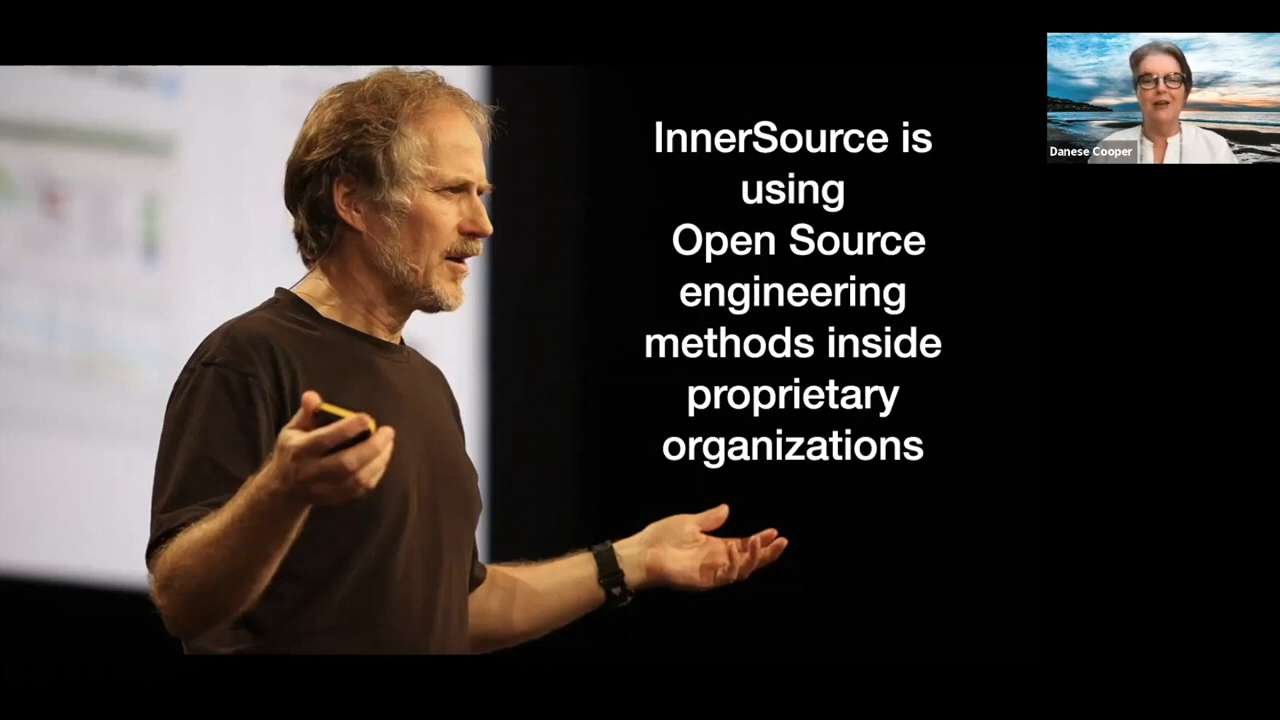 InnerSource is
using
Open Source
engineering
methods inside
proprietary
organizations
Danese Cooper